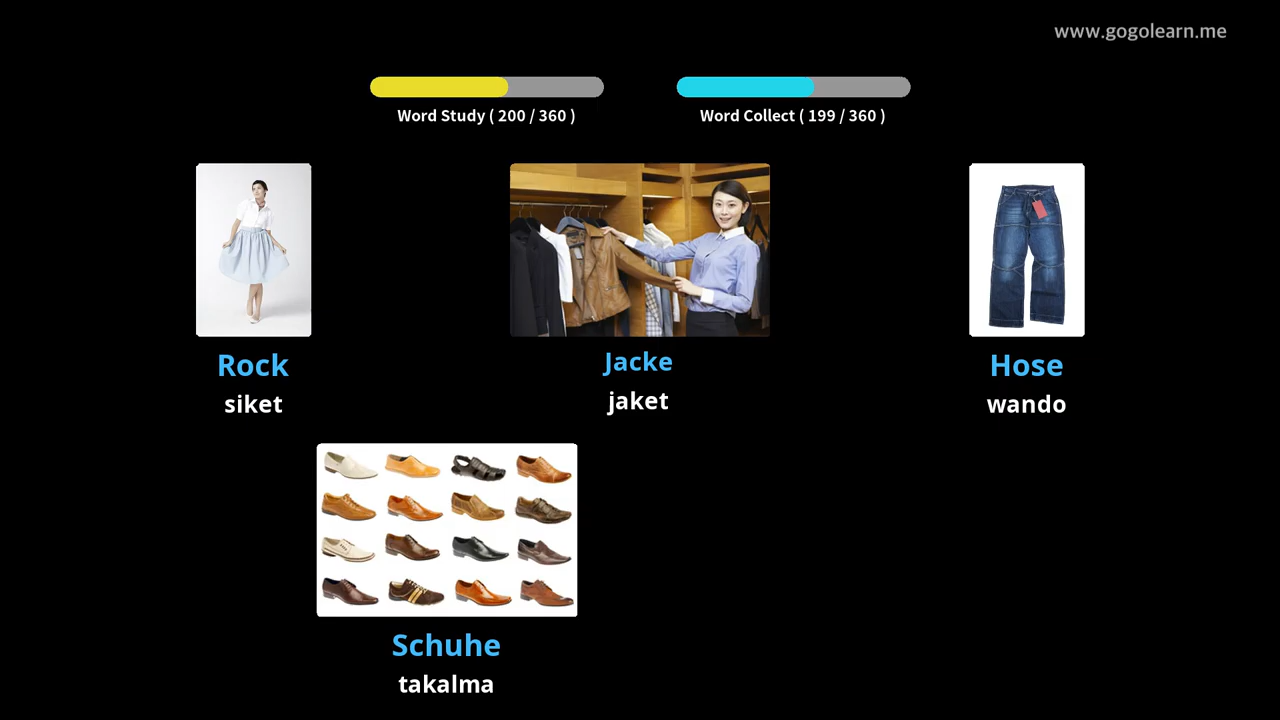 www.gogolearn.me
Word Study ( 200 / 360 )
Word Collect ( 199 / 360 )
Rock
siket
Jacke
jaket
Hose
wando
Schuhe
takalma